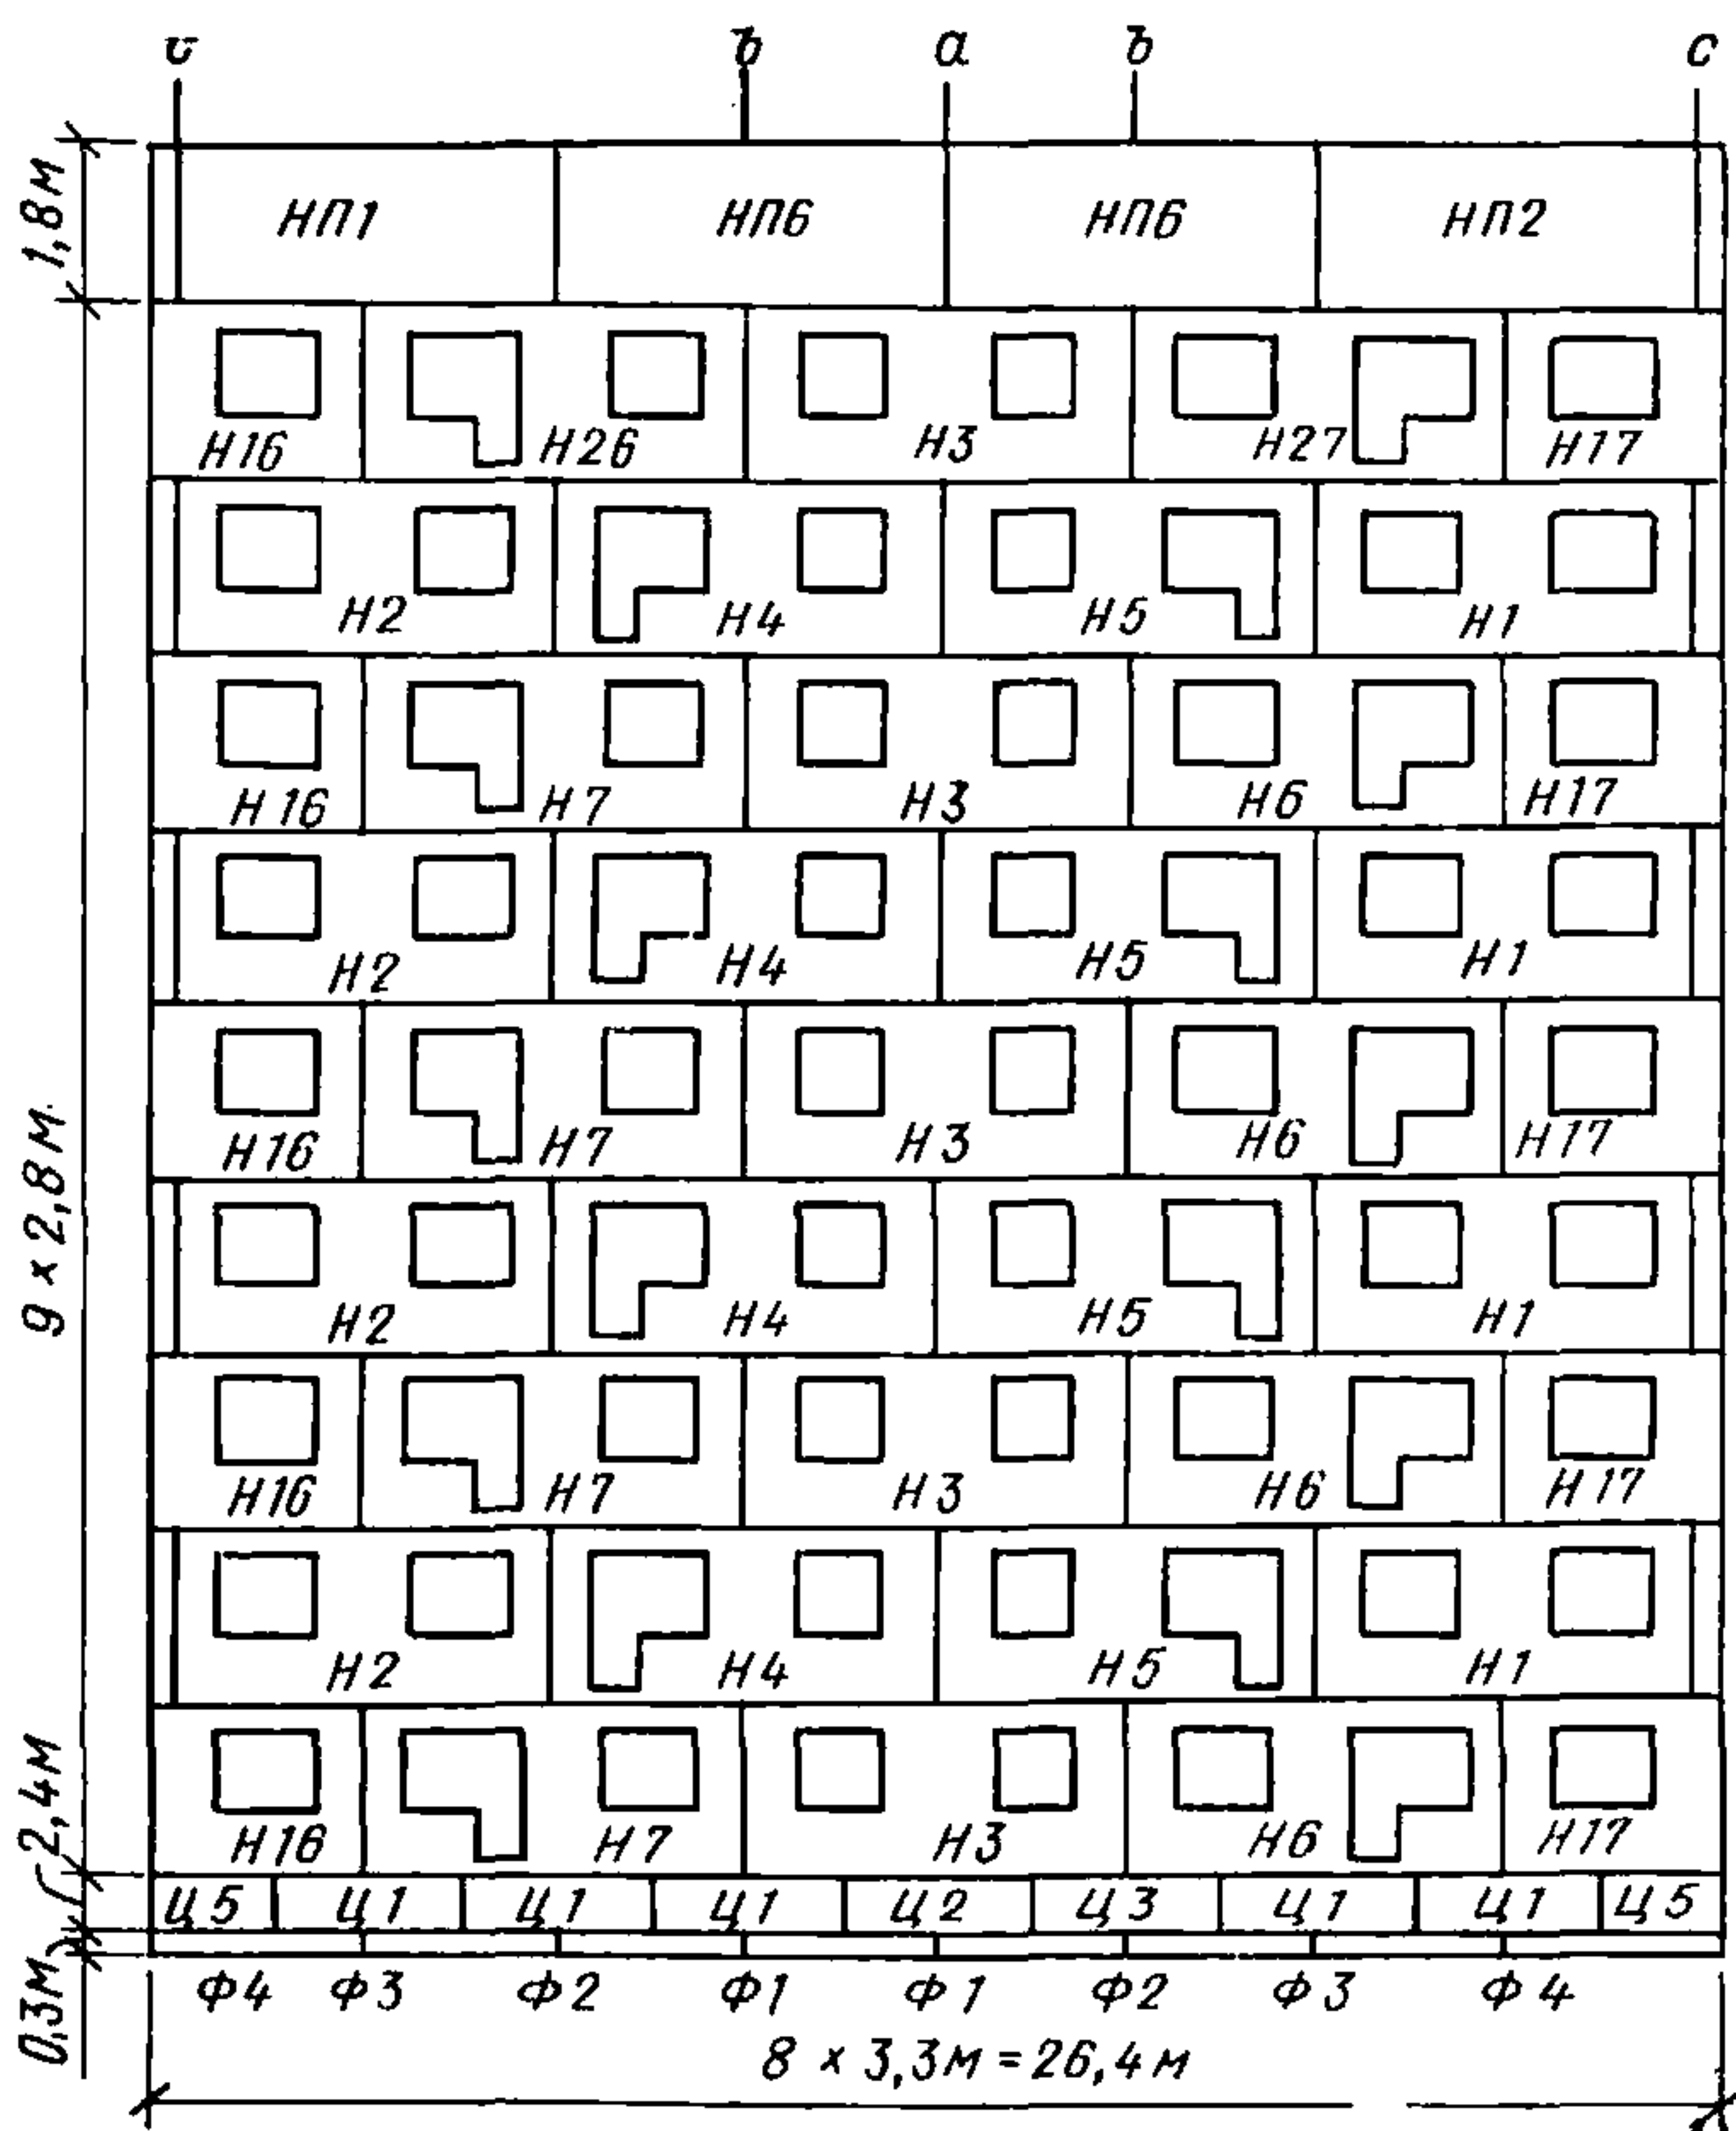 с в а в с
1,8м
НП1 НП6 НП6 НП2
Н16 Н26 Н3 Н27 Н17
Н2 Н4 Н5 Н1
Н16 Н7 Н3 Н6 Н17
Н2 Н4 Н5 Н1
Н16 Н7 Н3 Н6 Н17
9 × 2,8м
Н2 Н4 Н5 Н1
Н16 Н7 Н3 Н6 Н17
Н2 Н4 Н5 Н1
Н16 Н7 Н3 Н6 Н17
2,4м
Ц5 Ц1 Ц1 Ц1 Ц2 Ц3 Ц1 Ц1 Ц5
0,3м
Ф4 Ф3 Ф2 Ф1 Ф1 Ф2 Ф3 Ф4
8 × 3,3м = 26,4м